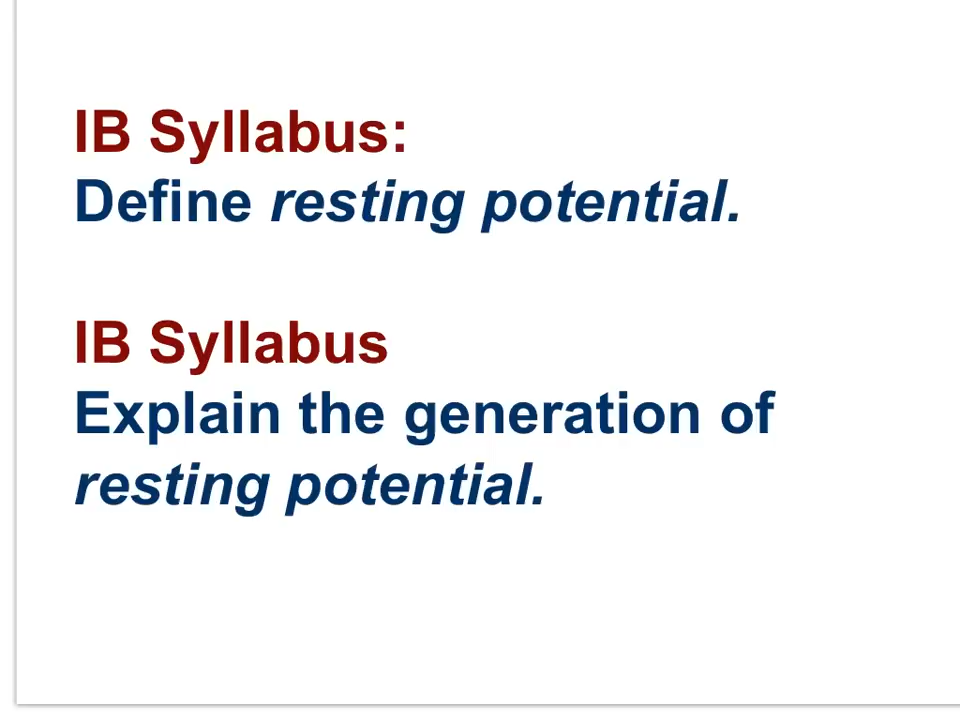 IB Syllabus:
Define resting potential.
IB Syllabus
Explain the generation of
resting potential.